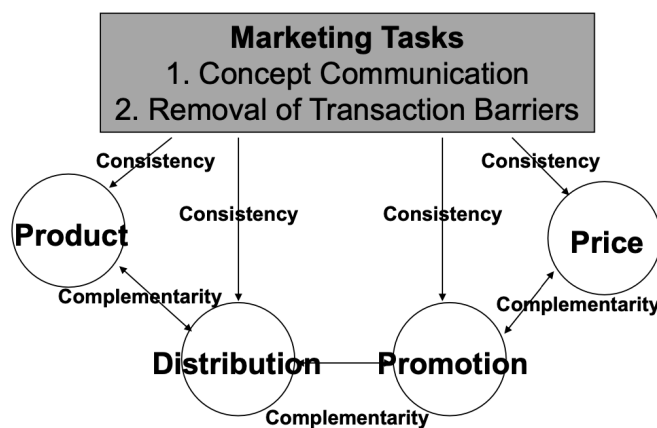 Marketing Tasks
1. Concept Communication
2. Removal of Transaction Barriers
Consistency
Consistency
Consistency
Consistency
Product
Price
Complementarity
Complementarity
Distribution
Promotion
Complementarity